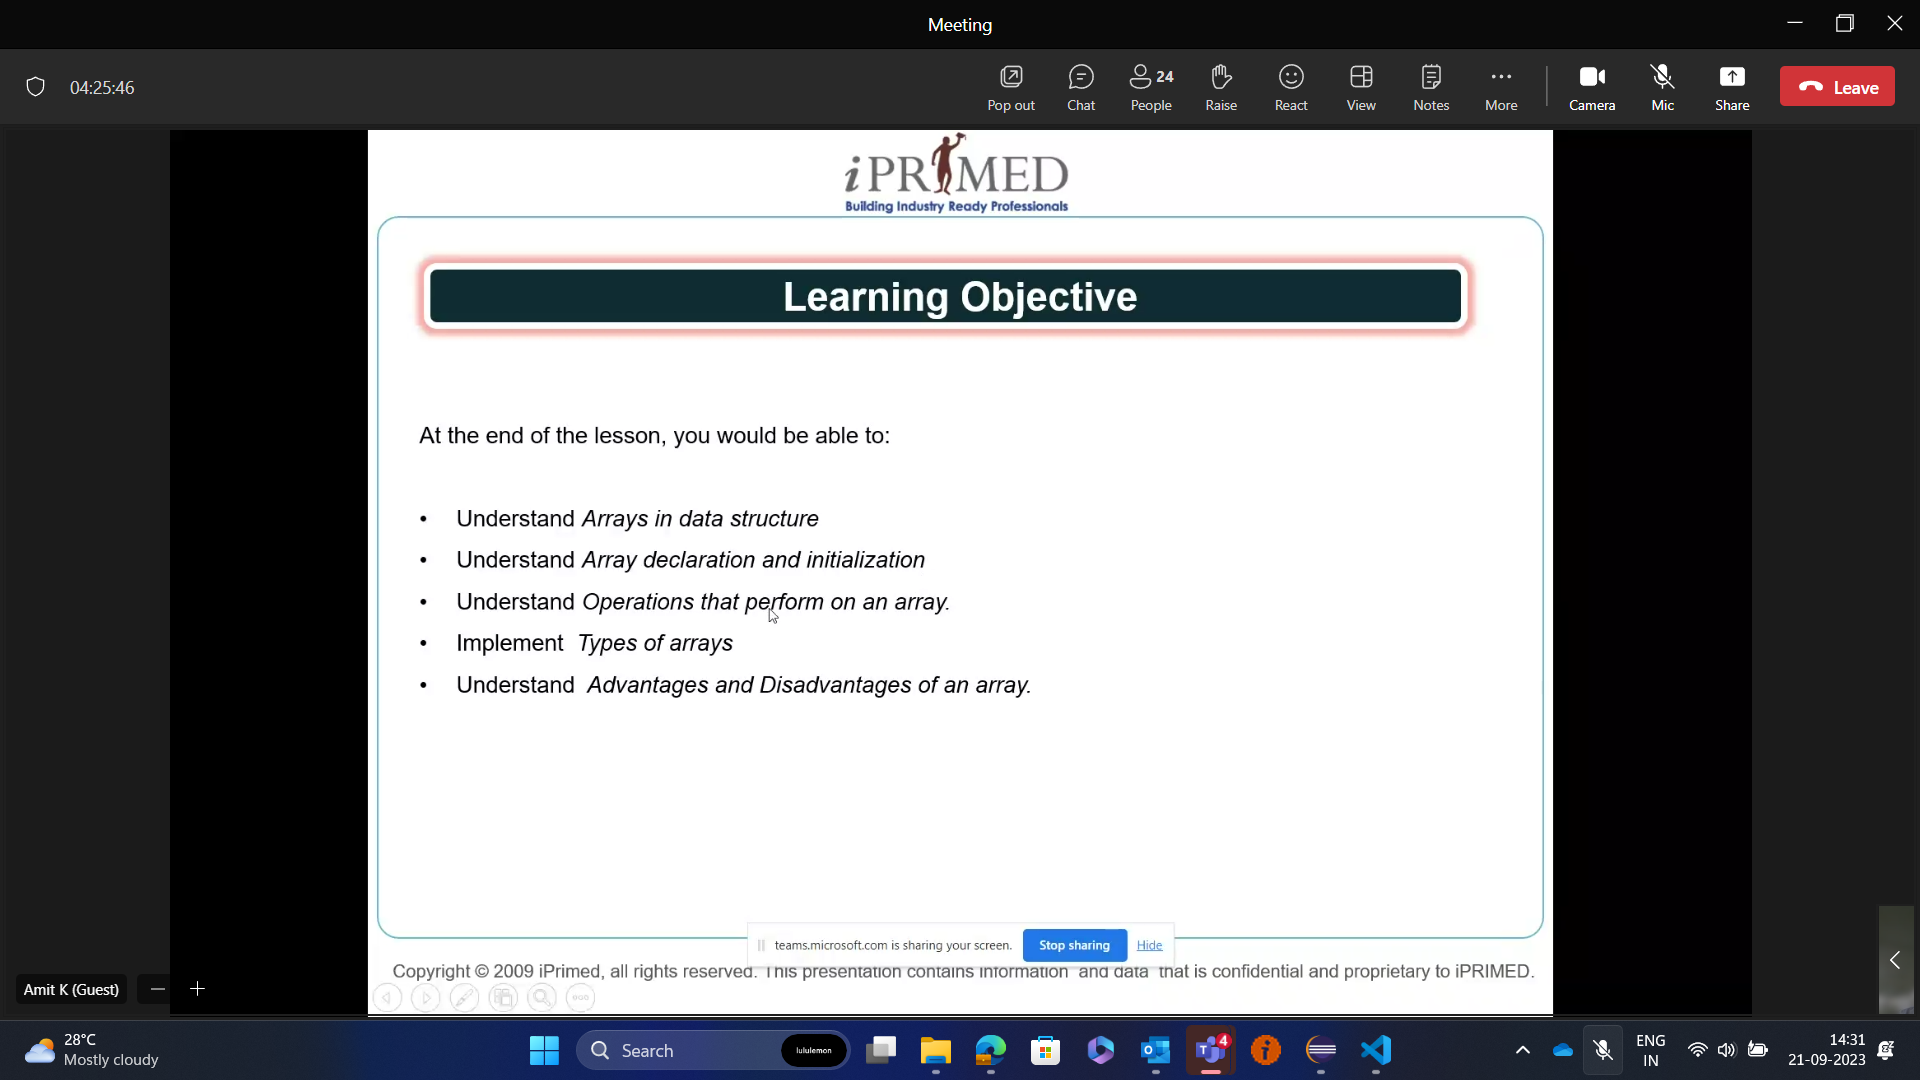 Meeting
04:25:46
24
Pop out Chat People Raise React View Notes More Camera Mic Share Leave
iPRIMED
Building Industry Ready Professionals
Learning Objective
At the end of the lesson, you would be able to:
• Understand Arrays in data structure
• Understand Array declaration and initialization
• Understand Operations that perform on an array.
• Implement Types of arrays
• Understand Advantages and Disadvantages of an array.
teams.microsoft.com is sharing your screen. Stop sharing Hide
Copyright © 2009 iPrimed, all rights reserved. This presentation contains information and data that is confidential and proprietary to iPRIMED.
Amit K (Guest)
28°C
Mostly cloudy
Search
lululemon
4
ENG
IN
14:31
21-09-2023